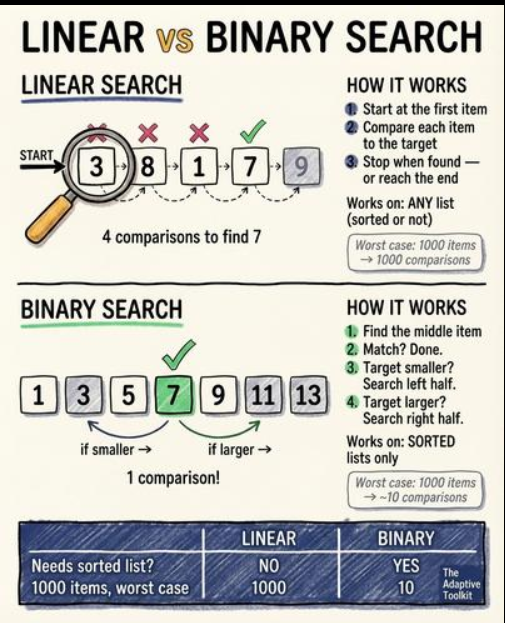 LINEAR vs BINARY SEARCH
LINEAR SEARCH
START
3 8 1 7 9
4 comparisons to find 7
HOW IT WORKS
1. Start at the first item
2. Compare each item
to the target
3. Stop when found —
or reach the end
Works on: ANY list
(sorted or not)
Worst case: 1000 items
→ 1000 comparisons
BINARY SEARCH
1 3 5 7 9 11 13
if smaller → if larger →
1 comparison!
HOW IT WORKS
1. Find the middle item
2. Match? Done.
3. Target smaller?
Search left half.
4. Target larger?
Search right half.
Works on: SORTED
lists only
Worst case: 1000 items
→ ~10 comparisons
LINEAR BINARY
Needs sorted list? NO YES
1000 items, worst case 1000 10
The
Adaptive
Toolkit